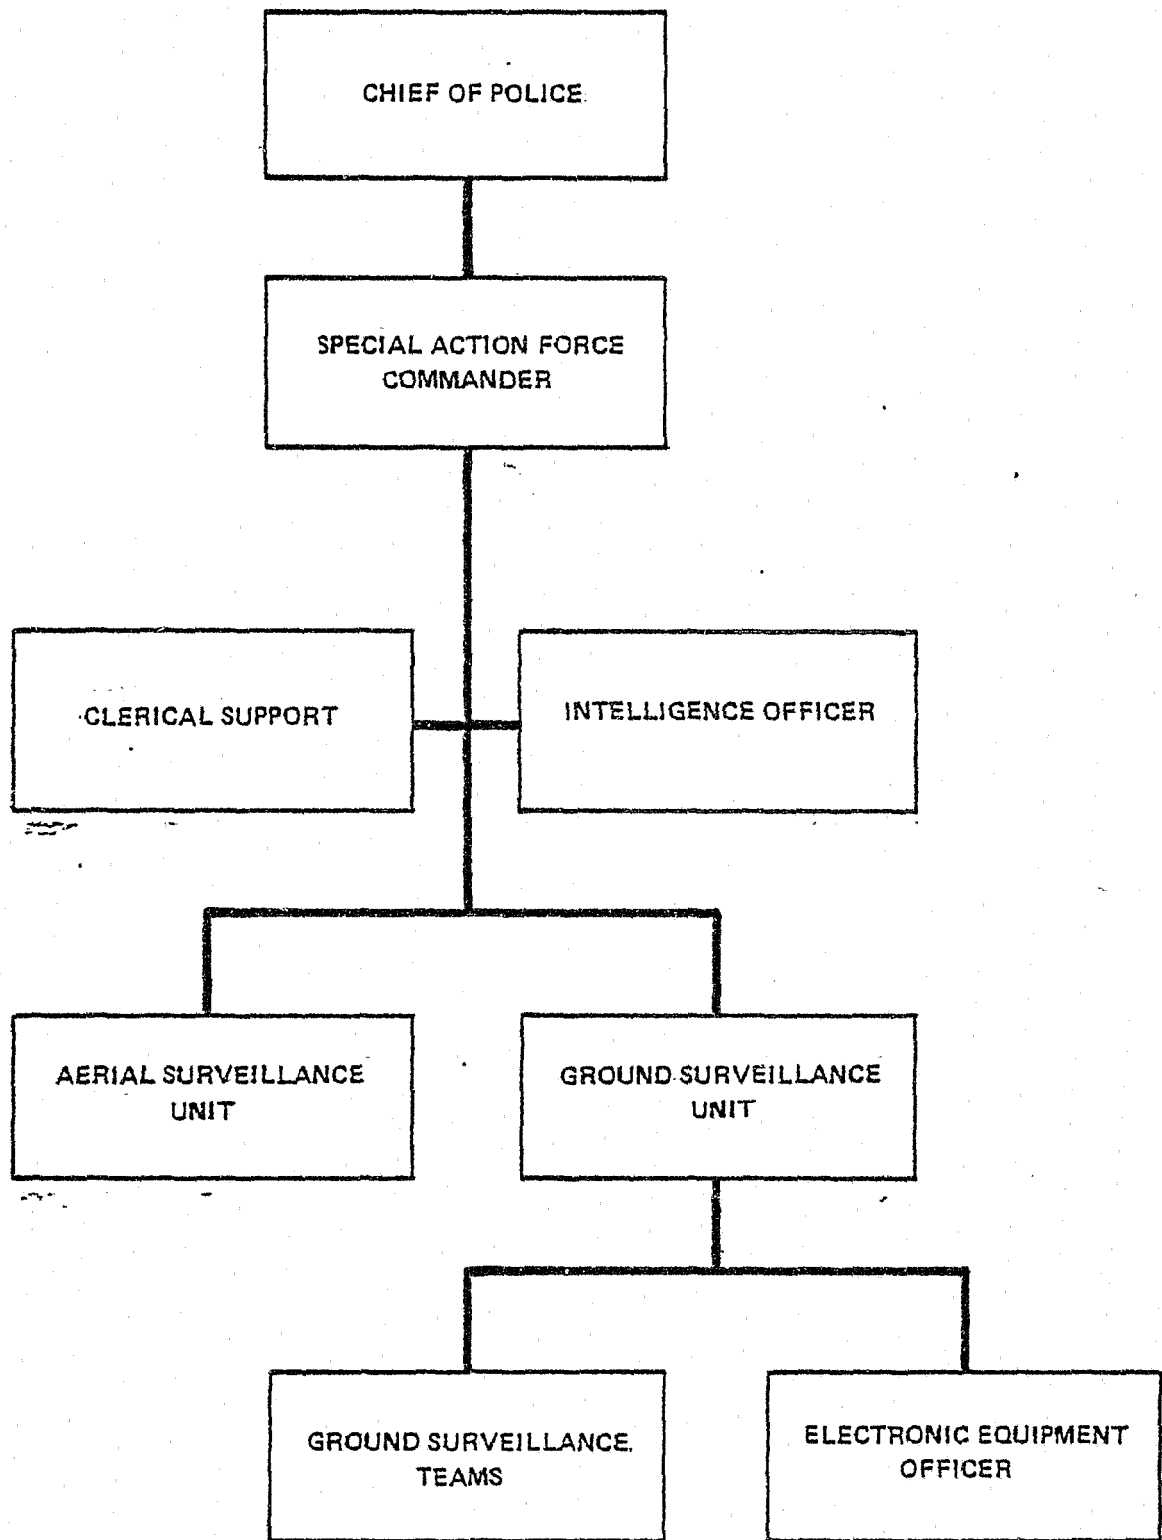 CHIEF OF POLICE
SPECIAL ACTION FORCE
COMMANDER
CLERICAL SUPPORT
INTELLIGENCE OFFICER
AERIAL SURVEILLANCE
UNIT
GROUND SURVEILLANCE
UNIT
GROUND SURVEILLANCE
TEAMS
ELECTRONIC EQUIPMENT
OFFICER